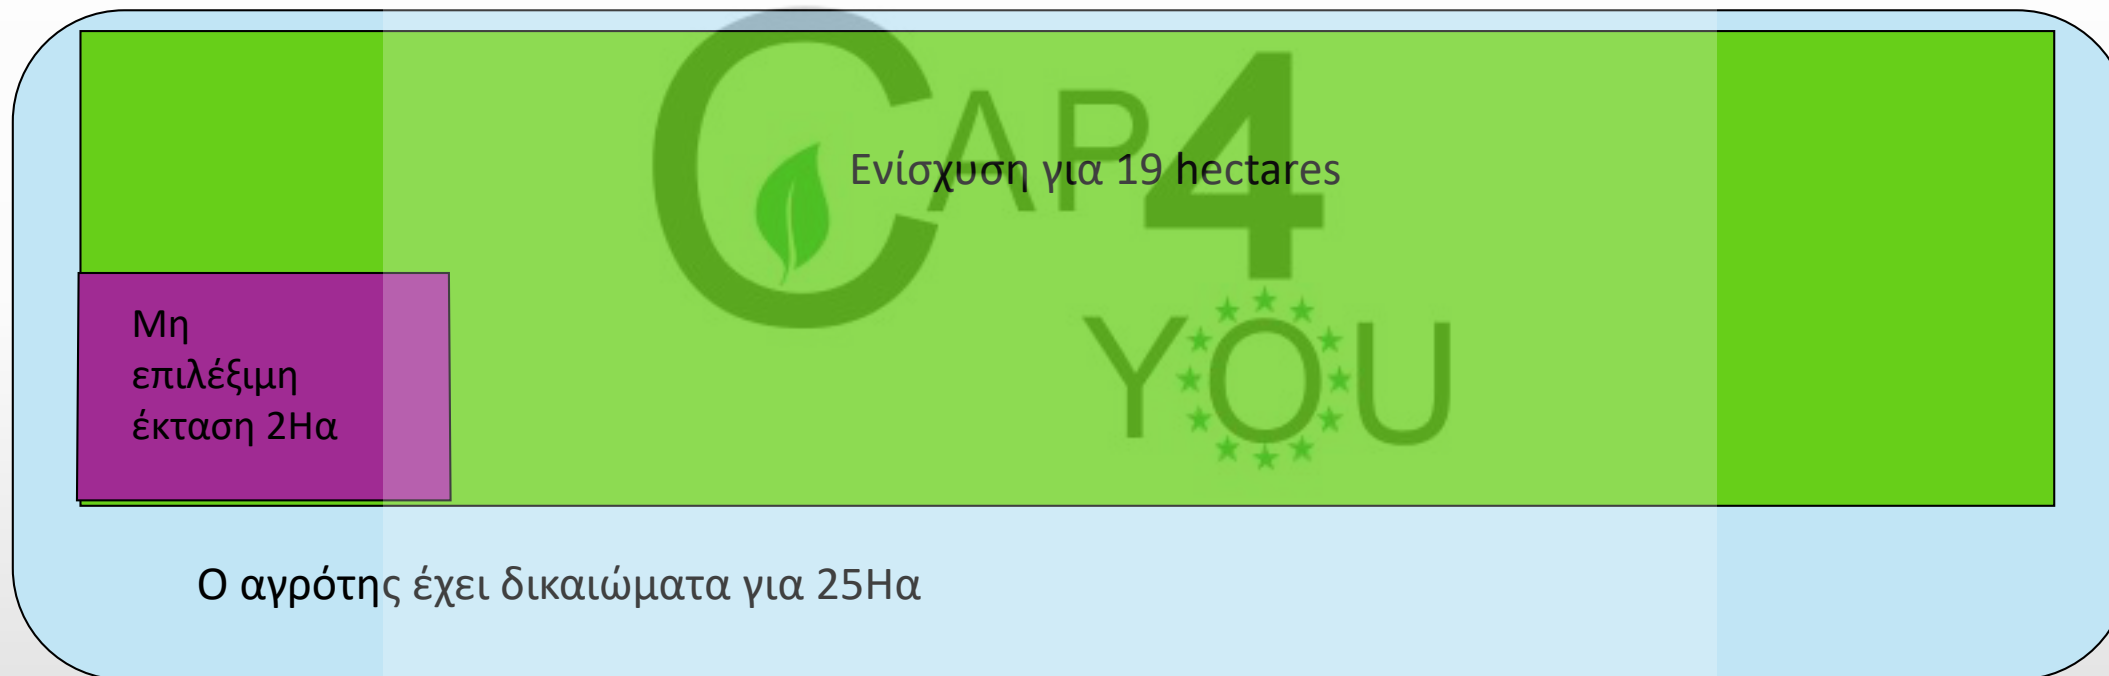 CAP4
Ενίσχυση για 19 hectares
Μη
επιλέξιμη
έκταση 2Ηα
YOU
Ο αγρότης έχει δικαιώματα για 25Ηα